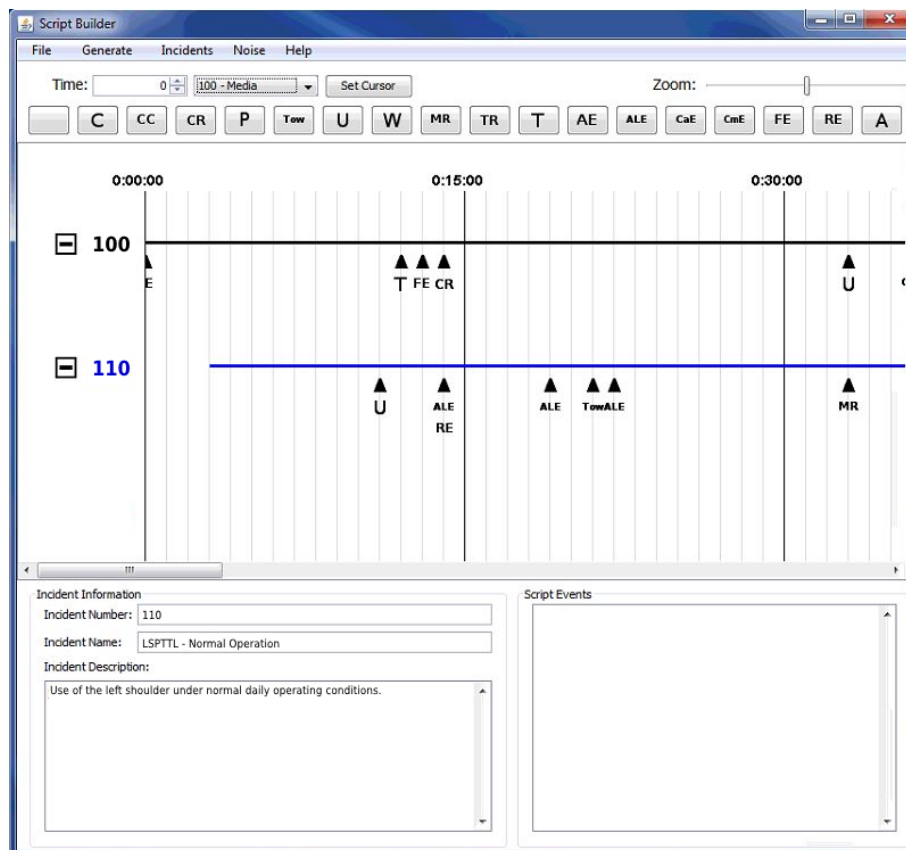 Script Builder
File Generate Incidents Noise Help
Time: 0 100 - Media Set Cursor Zoom:
C CC CR P Tow U W MR TR T AE ALE CaE CmE FE RE A
0:00:00 0:15:00 0:30:00
100
E T FE CR U
110
U ALE ALE Tow ALE MR
RE
Incident Information Script Events
Incident Number: 110
Incident Name: LSPTTL - Normal Operation
Incident Description:
Use of the left shoulder under normal daily operating conditions.